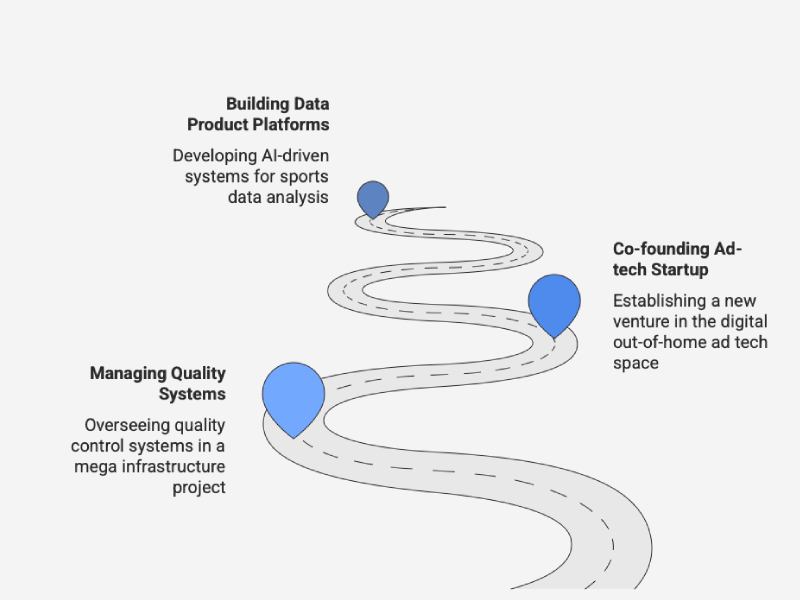 Building Data
Product Platforms
Developing AI-driven
systems for sports
data analysis
Co-founding Ad-
tech Startup
Establishing a new
venture in the digital
out-of-home ad tech
space
Managing Quality
Systems
Overseeing quality
control systems in a
mega infrastructure
project